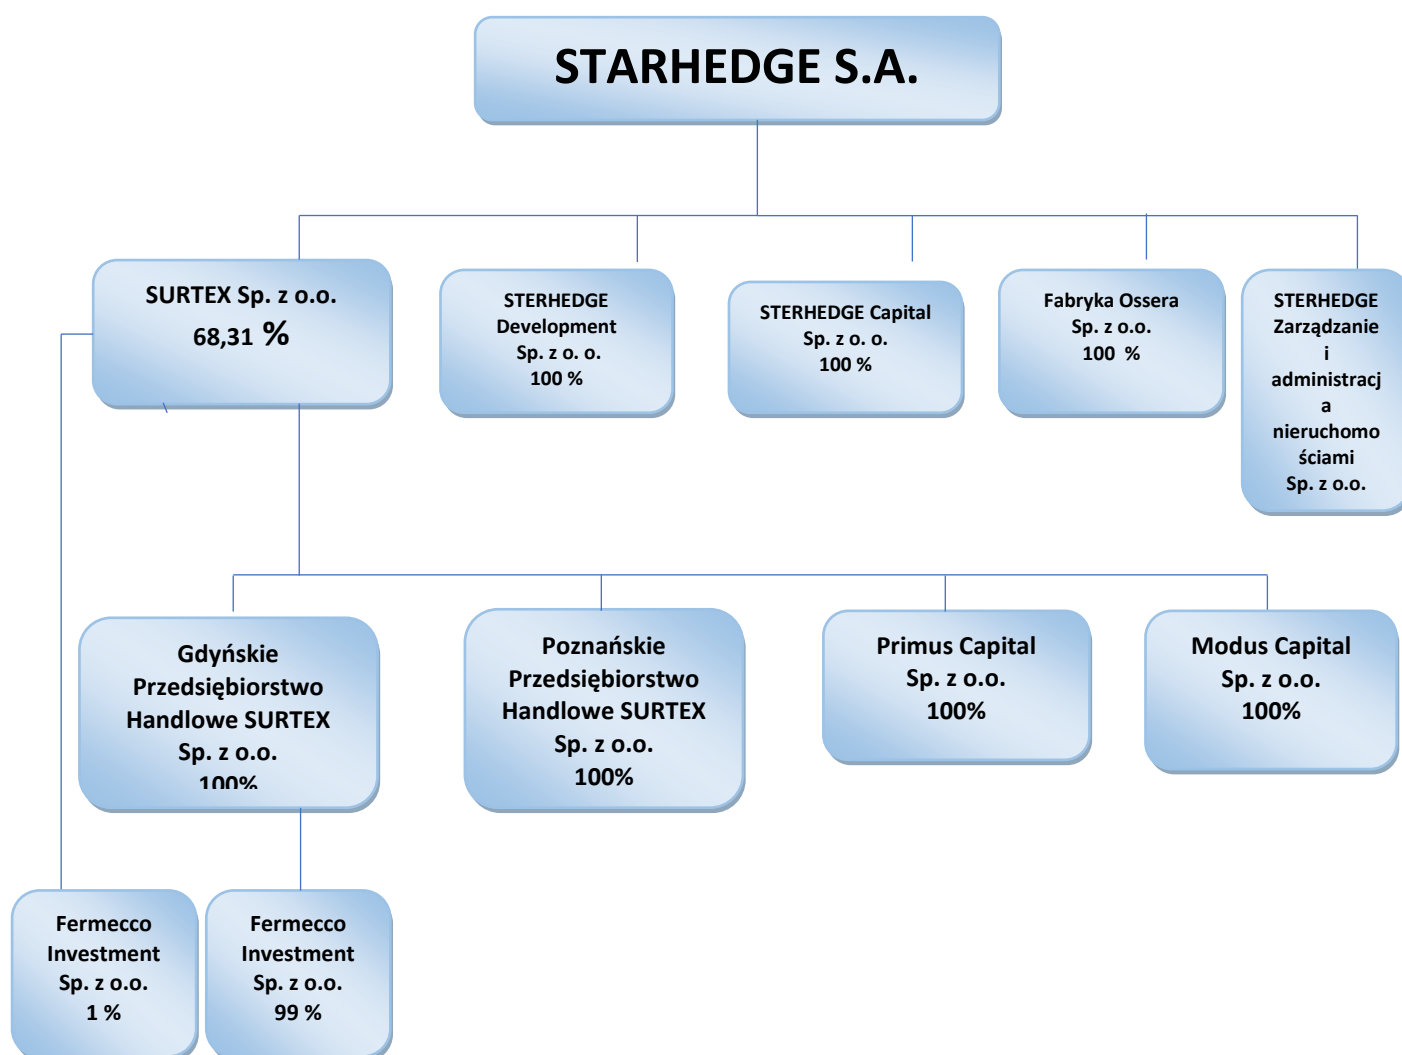 STARHEDGE S.A.
SURTEX Sp. z o.o.
68,31 %
STERHEDGE
Development
Sp. z o. o.
100 %
STERHEDGE Capital
Sp. z o. o.
100 %
Fabryka Ossera
Sp. z o.o.
100 %
STERHEDGE
Zarządzanie
i
administracj
a
nieruchomo
ściami
Sp. z o.o.
Gdyńskie
Przedsiębiorstwo
Handlowe SURTEX
Sp. z o.o.
100%
Poznańskie
Przedsiębiorstwo
Handlowe SURTEX
Sp. z o.o.
100%
Primus Capital
Sp. z o.o.
100%
Modus Capital
Sp. z o.o.
100%
Fermecco
Investment
Sp. z o.o.
1 %
Fermecco
Investment
Sp. z o.o.
99 %